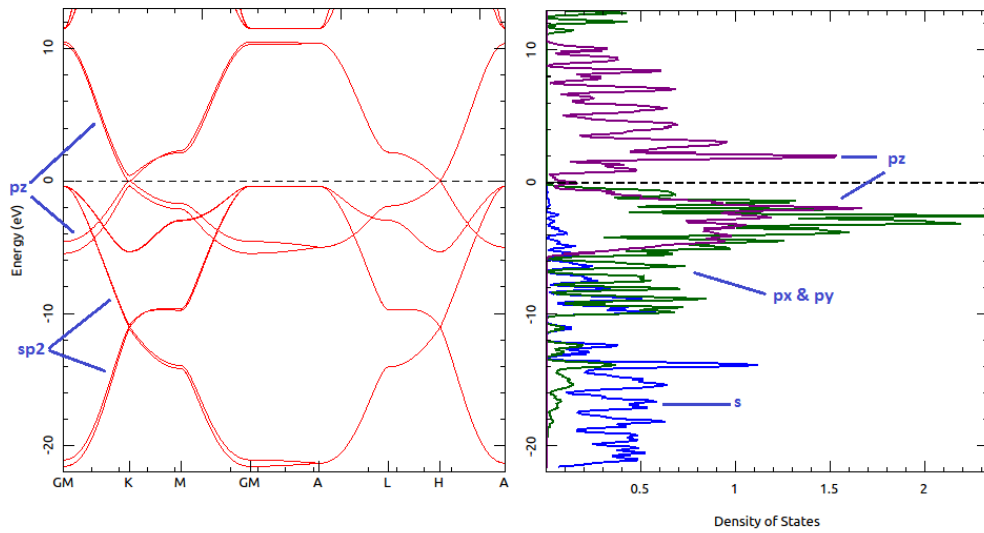 10
0
-10
-20
Energy (eV)
pz
sp2
GM K M GM A L H A
10
0
-10
-20
pz
px & py
s
0.5 1 1.5 2
Density of States